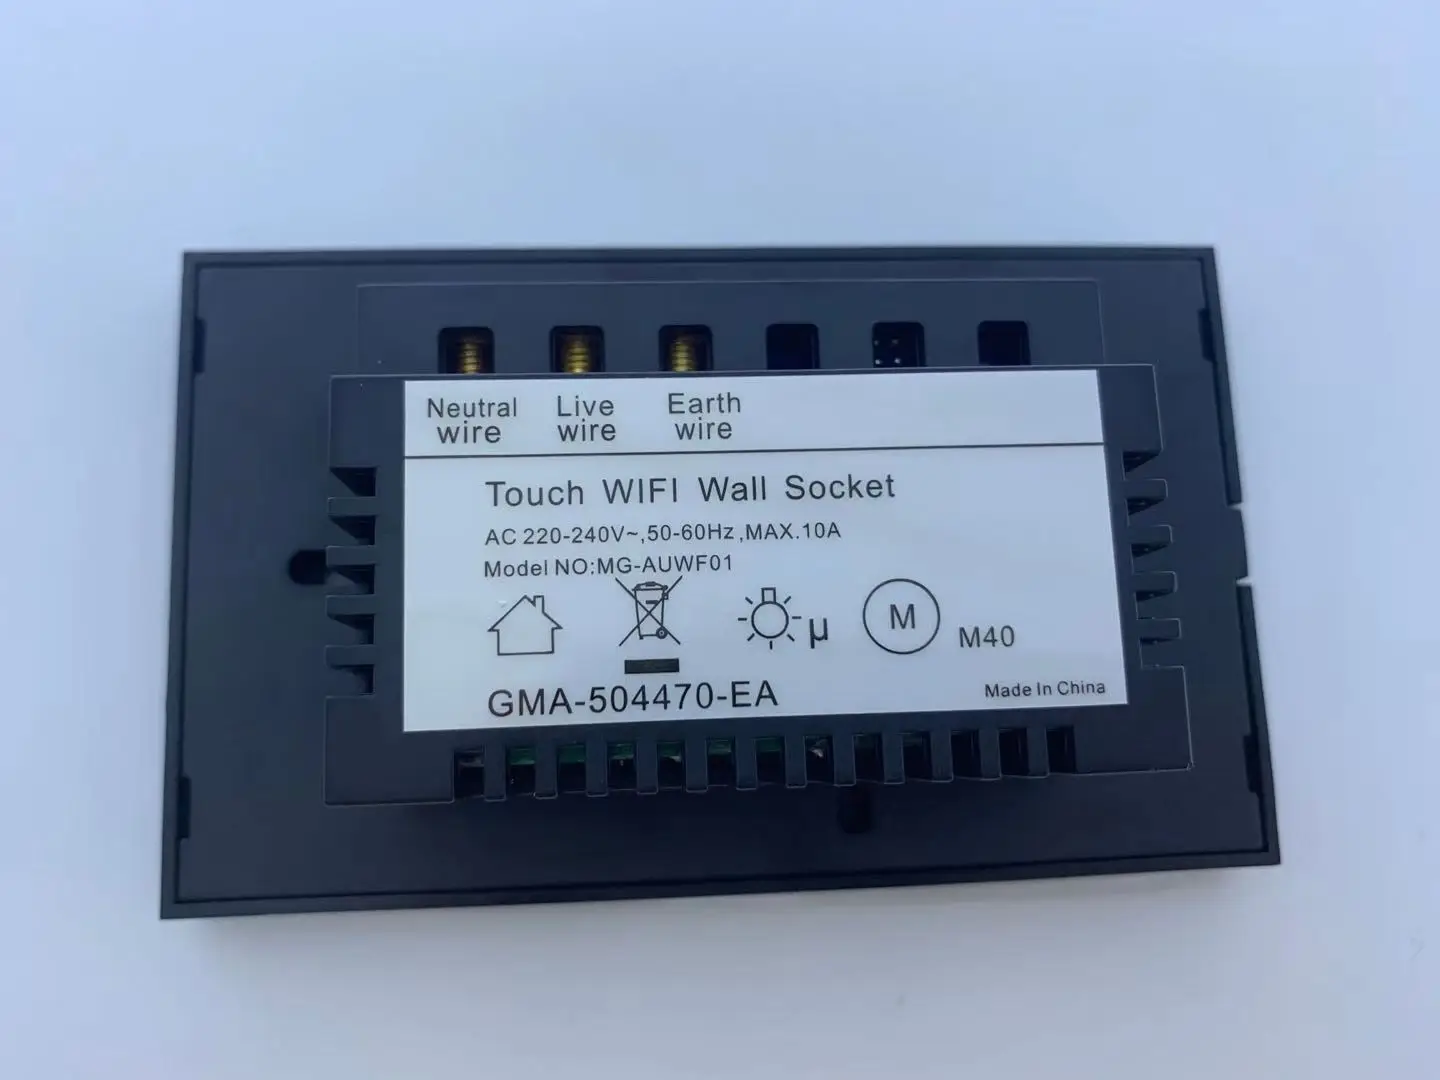 Neutral wire
Live wire
Earth wire
Touch WIFI Wall Socket
AC 220-240V~,50-60Hz,MAX.10A
Model NO:MG-AUWF01
µ
M
M40
GMA-504470-EA
Made In China